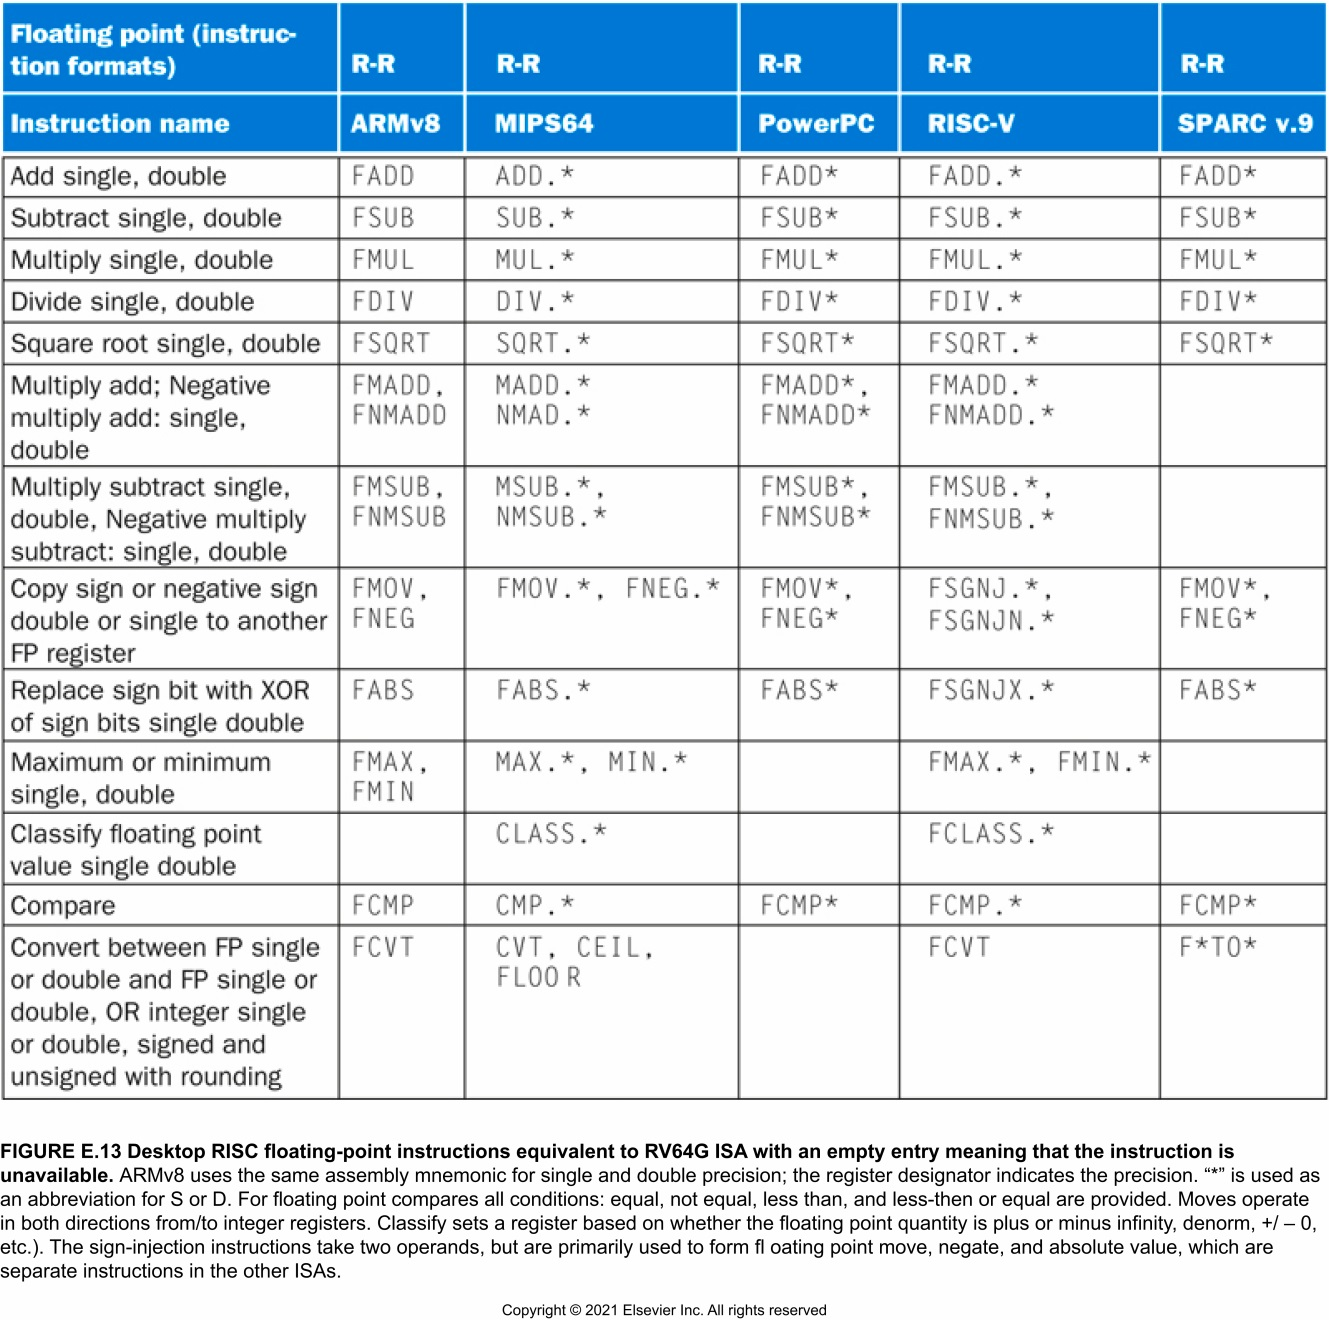 Floating point (instruc-
tion formats) R-R R-R R-R R-R R-R
Instruction name ARMv8 MIPS64 PowerPC RISC-V SPARC v.9
Add single, double FADD ADD.* FADD* FADD.* FADD*
Subtract single, double FSUB SUB.* FSUB* FSUB.* FSUB*
Multiply single, double FMUL MUL.* FMUL* FMUL.* FMUL*
Divide single, double FDIV DIV.* FDIV* FDIV.* FDIV*
Square root single, double FSQRT SQRT.* FSQRT* FSQRT.* FSQRT*
Multiply add; Negative FMADD, MADD.* FMADD*, FMADD.*
multiply add: single, FNMADD NMAD.* FNMADD* FNMADD.*
double
Multiply subtract single, FMSUB, MSUB.*, FMSUB*, FMSUB.*,
double, Negative multiply FNMSUB NMSUB.* FNMSUB* FNMSUB.*
subtract: single, double
Copy sign or negative sign FMOV, FMOV.*, FNEG.* FMOV*, FSGNJ.*, FMOV*,
double or single to another FNEG FNEG* FSGNJN.* FNEG*
FP register
Replace sign bit with XOR FABS FABS.* FABS* FSGNJX.* FABS*
of sign bits single double
Maximum or minimum FMAX, MAX.*, MIN.* FMAX.*, FMIN.*
single, double FMIN
Classify floating point CLASS.* FCLASS.*
value single double
Compare FCMP CMP.* FCMP* FCMP.* FCMP*
Convert between FP single FCVT CVT, CEIL, FCVT F*TO*
or double and FP single or FLOO R
double, OR integer single
or double, signed and
unsigned with rounding
FIGURE E.13 Desktop RISC floating-point instructions equivalent to RV64G ISA with an empty entry meaning that the instruction is
unavailable. ARMv8 uses the same assembly mnemonic for single and double precision; the register designator indicates the precision. “*” is used as
an abbreviation for S or D. For floating point compares all conditions: equal, not equal, less than, and less-then or equal are provided. Moves operate
in both directions from/to integer registers. Classify sets a register based on whether the floating point quantity is plus or minus infinity, denorm, +/ – 0,
etc.). The sign-injection instructions take two operands, but are primarily used to form fl oating point move, negate, and absolute value, which are
separate instructions in the other ISAs.
Copyright © 2021 Elsevier Inc. All rights reserved